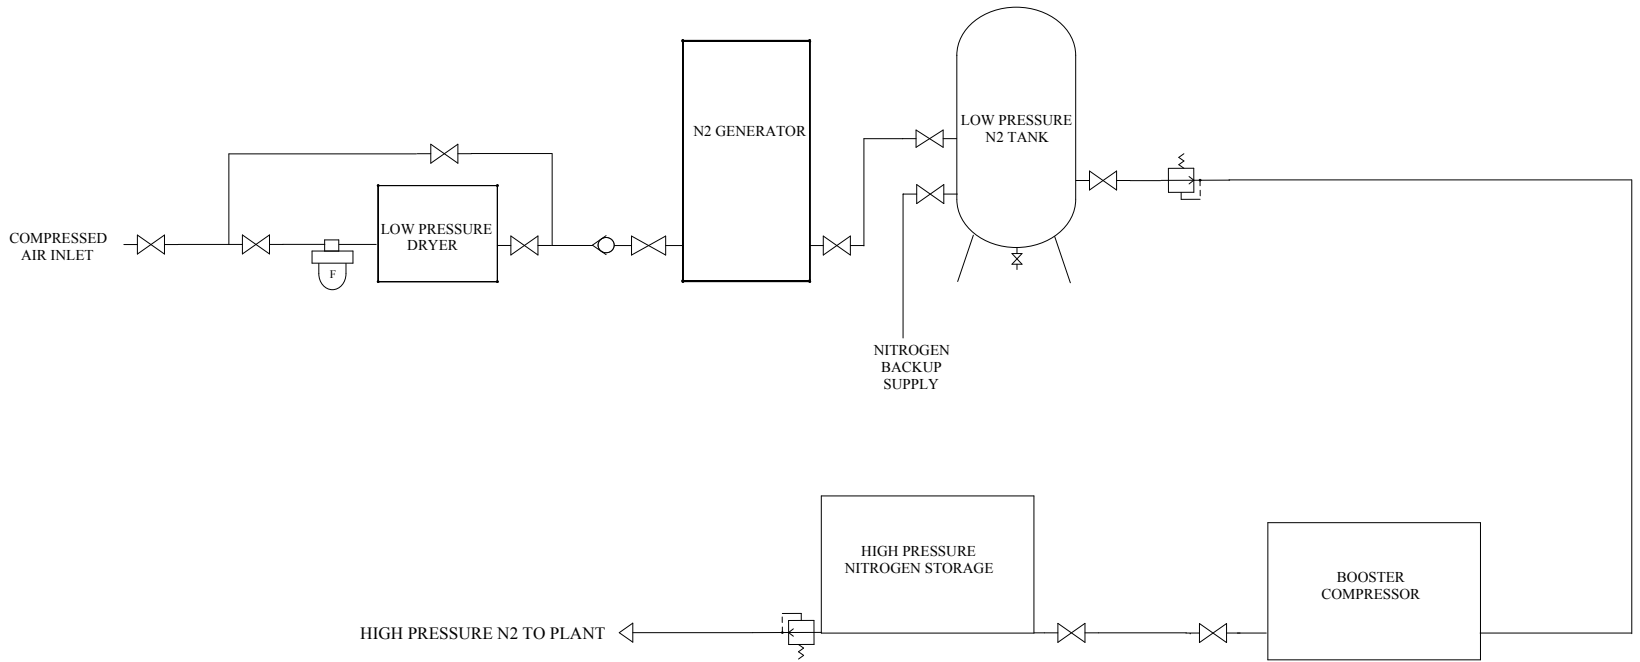 LOW PRESSURE
N2 TANK
N2 GENERATOR
LOW PRESSURE
DRYER
COMPRESSED
AIR INLET
F
NITROGEN
BACKUP
SUPPLY
HIGH PRESSURE
NITROGEN STORAGE
BOOSTER
COMPRESSOR
HIGH PRESSURE N2 TO PLANT